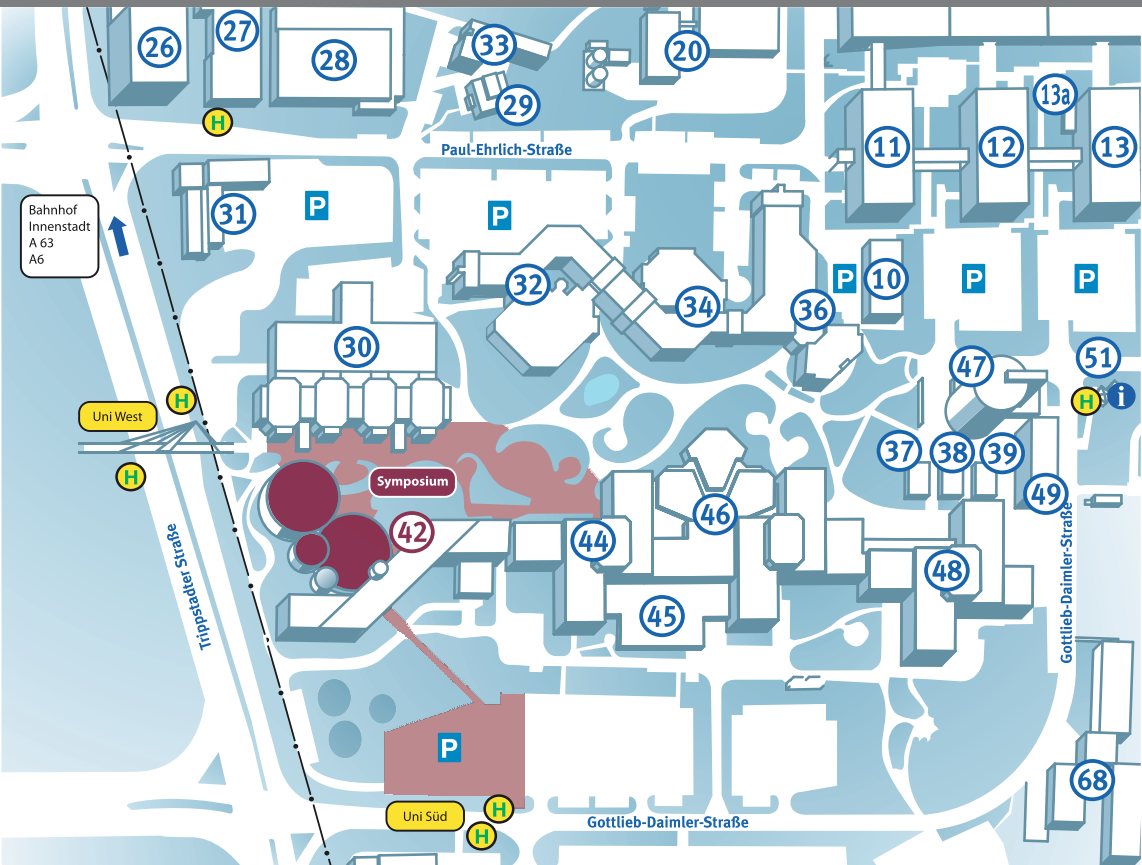 27
26
28
33
20
29
H
13a
11
12
13
Paul-Ehrlich-Straße
Bahnhof
Innenstadt
A 63
A6
31
P
P
32
34
36
P
10
P
P
30
47
51
H
i
H
Uni West
H
37
38
39
49
Symposium
42
44
46
48
45
Trippstadter Straße
Gottlieb-Daimler-Straße
P
68
Uni Süd
H
H
Gottlieb-Daimler-Straße